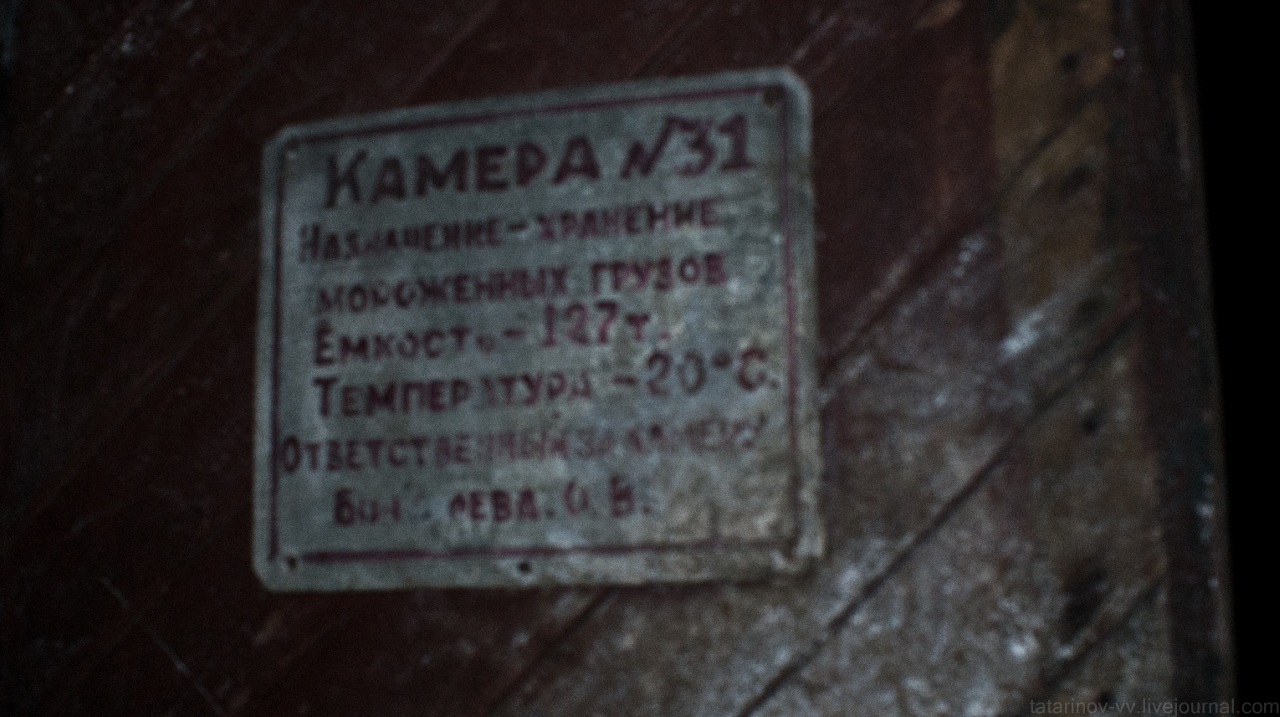 КАМЕРА №31
НАЗНАЧЕНИЕ-ХРАНЕНИЕ
МОРОЖЕННЫХ ГРУЗОВ
ЁМКОСТЬ-127т.
ТЕМПЕРАТУРА-20°С.
ОТВЕТСТВЕННЫЙ ЗА КАМЕРУ
О.В.
tatarinov-vv.livejournal.com